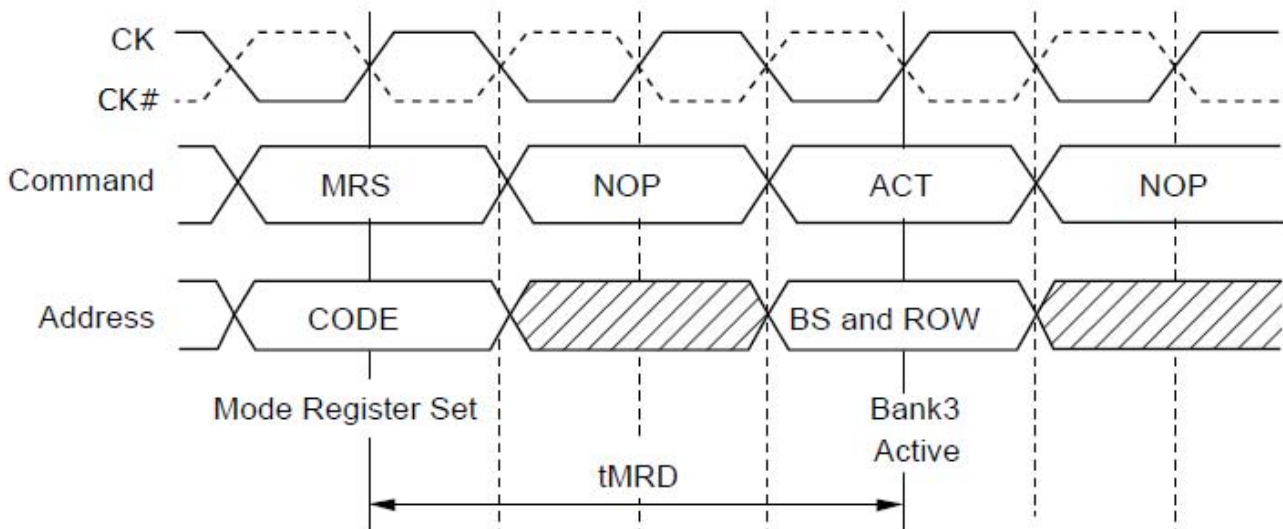 CK
CK#
Command
MRS
NOP
ACT
NOP
Address
CODE
BS and ROW
Mode Register Set
Bank3
Active
tMRD